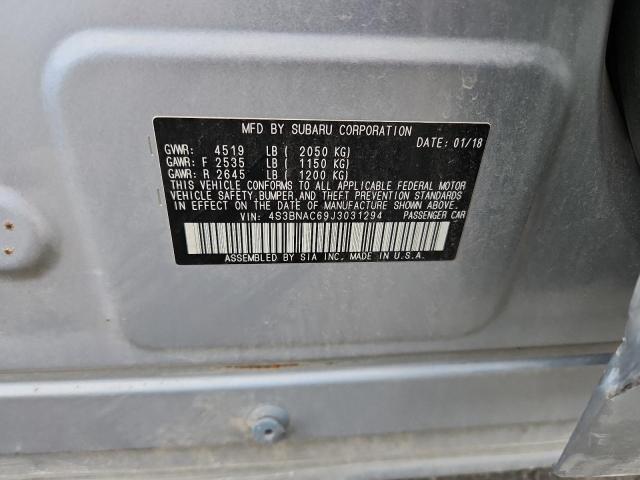 MFD BY SUBARU CORPORATION
GVWR: 4519 LB ( 2050 KG) DATE: 01/18
GAWR: F 2535 LB ( 1150 KG)
GAWR: R 2645 LB ( 1200 KG)
THIS VEHICLE CONFORMS TO ALL APPLICABLE FEDERAL MOTOR
VEHICLE SAFETY, BUMPER, AND THEFT PREVENTION STANDARDS
IN EFFECT ON THE DATE OF MANUFACTURE SHOWN ABOVE.
VIN: 4S3BNAC69J3031294 PASSENGER CAR
ASSEMBLED BY SIA INC. MADE IN U.S.A.